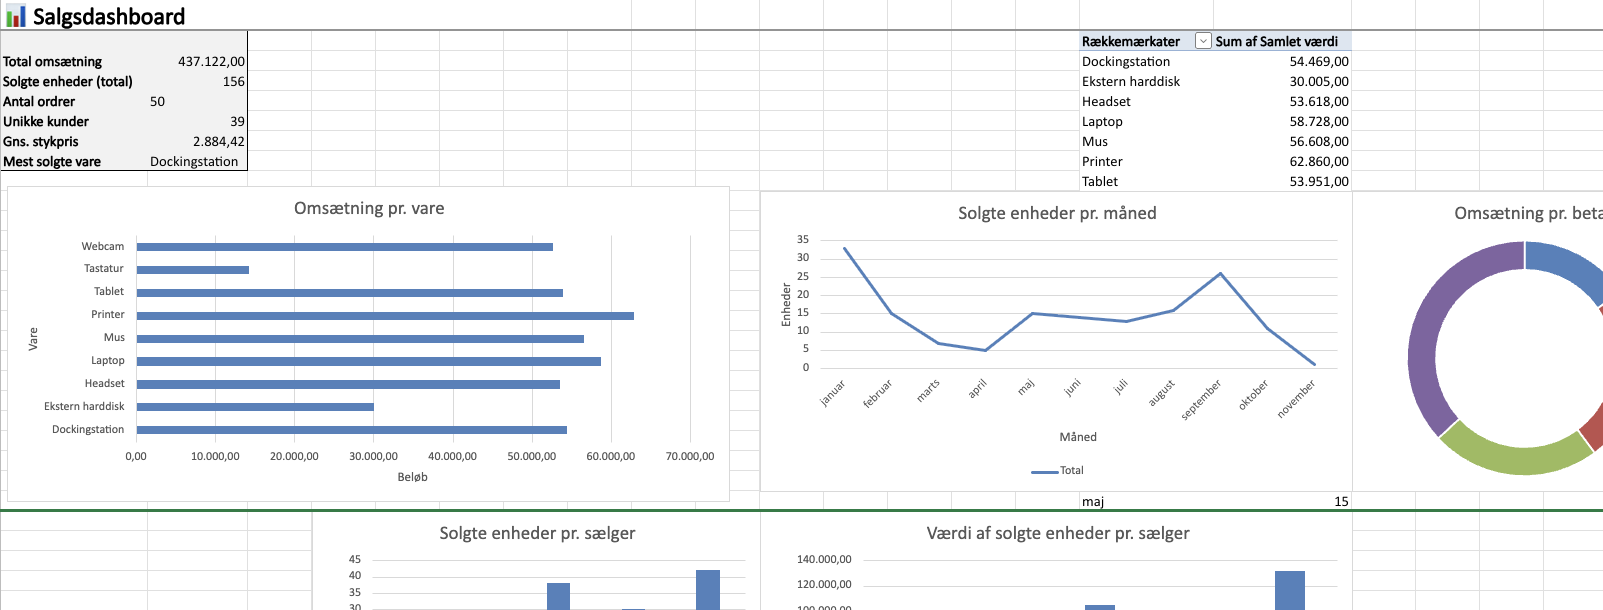 Salgsdashboard
Total omsætning 437.122,00
Solgte enheder (total) 156
Antal ordrer 50
Unikke kunder 39
Gns. stykpris 2.884,42
Mest solgte vare Dockingstation
Rækkemærkater Sum af Samlet værdi
Dockingstation 54.469,00
Ekstern harddisk 30.005,00
Headset 53.618,00
Laptop 58.728,00
Mus 56.608,00
Printer 62.860,00
Tablet 53.951,00
Omsætning pr. vare
Vare
Webcam
Tastatur
Tablet
Printer
Mus
Laptop
Headset
Ekstern harddisk
Dockingstation
0,00 10.000,00 20.000,00 30.000,00 40.000,00 50.000,00 60.000,00 70.000,00
Beløb
Solgte enheder pr. måned
Enheder
35
30
25
20
15
10
5
0
januar februar marts april maj juni juli august september oktober november
Måned
Total
Omsætning pr. beta
maj 15
Solgte enheder pr. sælger
45
40
35
30
Værdi af solgte enheder pr. sælger
140.000,00
120.000,00
100.000,00